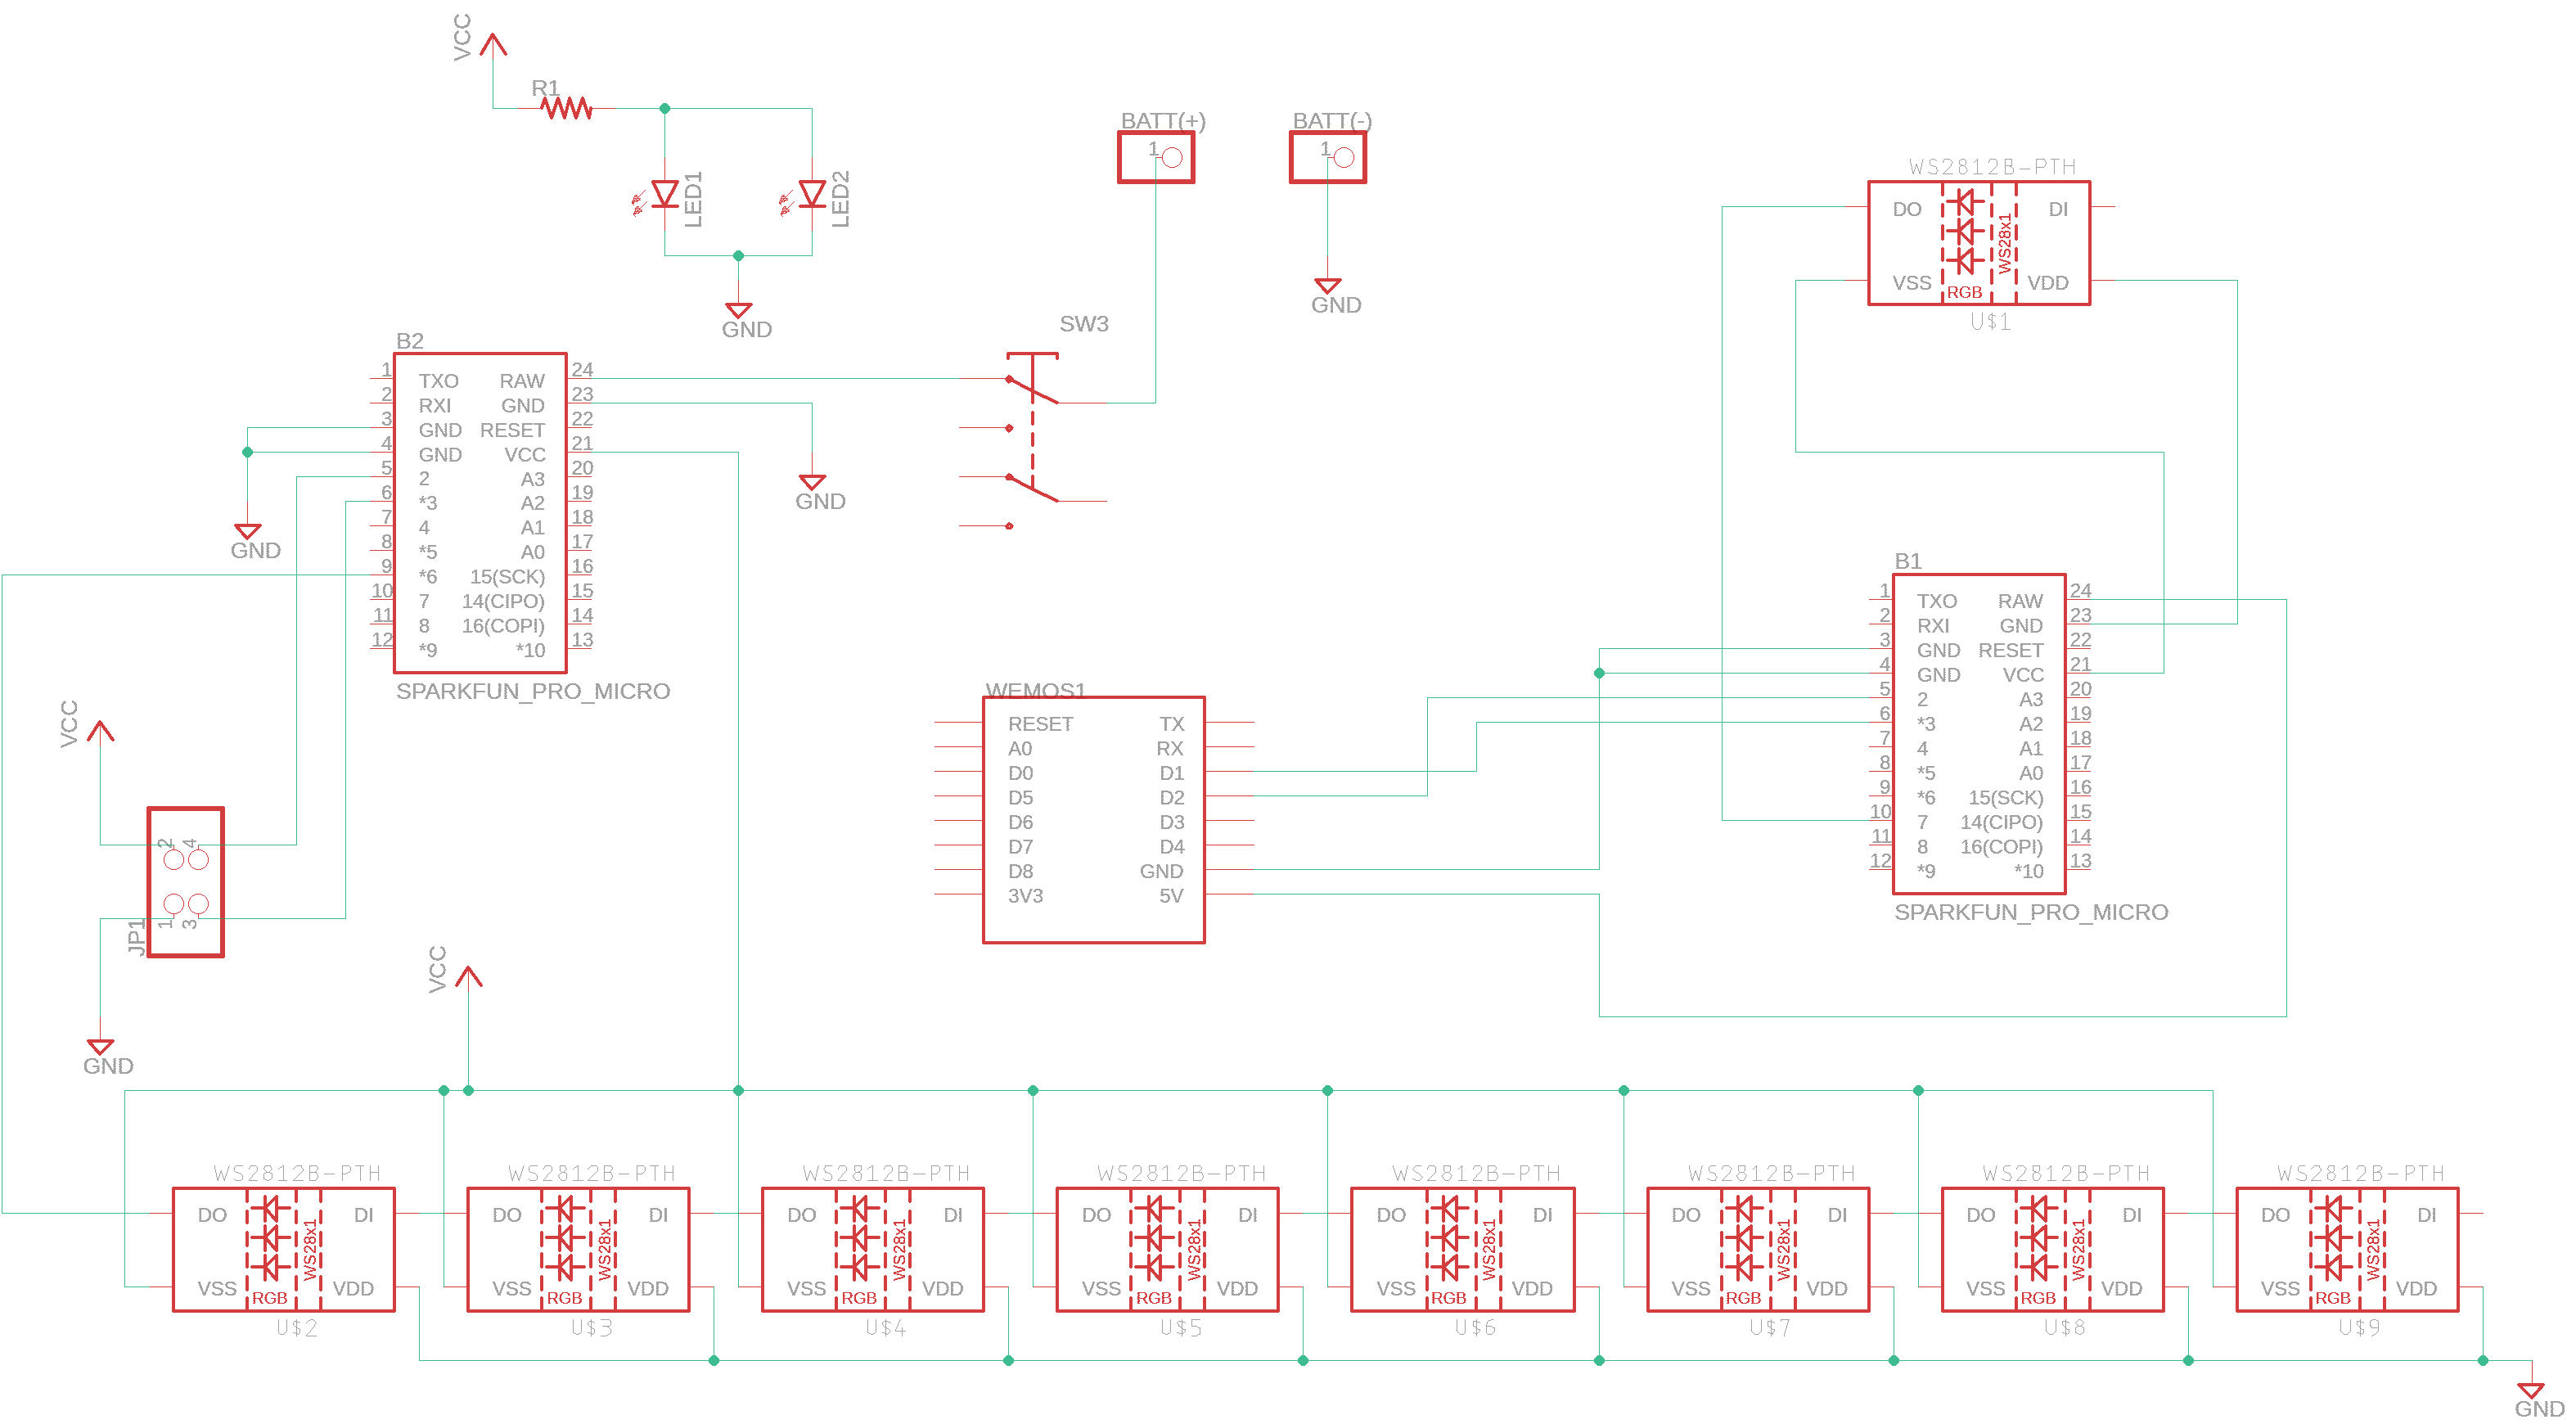 VCC
R1
LED1
LED2
GND
BATT(+)
1
BATT(-)
1
GND
WS2812B-PTH
DO
DI
VSS
VDD
WS28x1
RGB
U$1
SW3
B2
1 TXO RAW 24
2 RXI GND 23
3 GND RESET 22
4 GND VCC 21
5 2 A3 20
6 *3 A2 19
7 4 A1 18
8 *5 A0 17
9 *6 15(SCK) 16
10 7 14(CIPO) 15
11 8 16(COPI) 14
12 *9 *10 13
SPARKFUN_PRO_MICRO
GND
GND
B1
1 TXO RAW 24
2 RXI GND 23
3 GND RESET 22
4 GND VCC 21
5 2 A3 20
6 *3 A2 19
7 4 A1 18
8 *5 A0 17
9 *6 15(SCK) 16
10 7 14(CIPO) 15
11 8 16(COPI) 14
12 *9 *10 13
SPARKFUN_PRO_MICRO
WEMOS1
RESET TX
A0 RX
D0 D1
D5 D2
D6 D3
D7 D4
D8 GND
3V3 5V
VCC
2 4
1 3
JP1
GND
VCC
WS2812B-PTH
DO DI
VSS VDD
WS28x1
RGB
U$2
WS2812B-PTH
DO DI
VSS VDD
WS28x1
RGB
U$3
WS2812B-PTH
DO DI
VSS VDD
WS28x1
RGB
U$4
WS2812B-PTH
DO DI
VSS VDD
WS28x1
RGB
U$5
WS2812B-PTH
DO DI
VSS VDD
WS28x1
RGB
U$6
WS2812B-PTH
DO DI
VSS VDD
WS28x1
RGB
U$7
WS2812B-PTH
DO DI
VSS VDD
WS28x1
RGB
U$8
WS2812B-PTH
DO DI
VSS VDD
WS28x1
RGB
U$9
GND